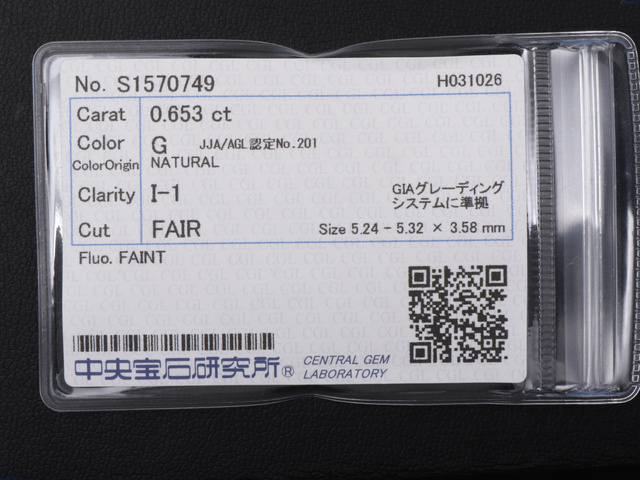 No. S1570749 H031026
Carat 0.653 ct
Color G JJA/AGL認定No.201
ColorOrigin NATURAL
Clarity I-1 GIAグレーディング
システムに準拠
Cut FAIR Size 5.24 - 5.32 × 3.58 mm
Fluo. FAINT
中央宝石研究所® CENTRAL GEM
LABORATORY